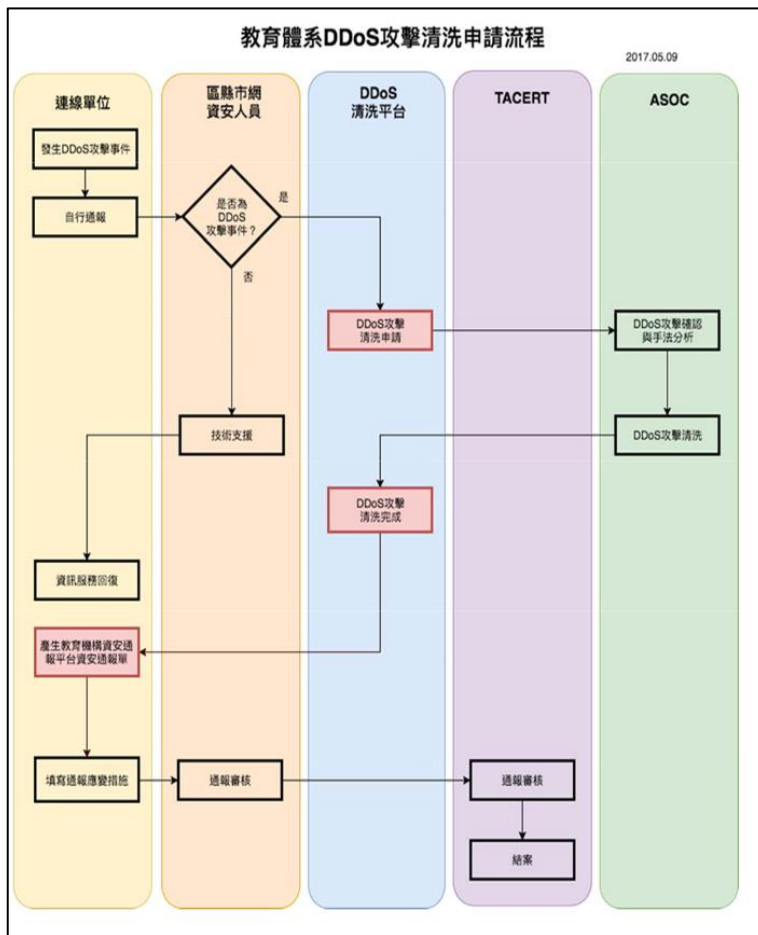 教育體系DDoS攻擊清洗申請流程
2017.05.09
連線單位
區縣市網
資安人員
DDoS
清洗平台
TACERT
ASOC
發生DDoS攻擊事件
自行通報
是否為
DDoS
攻擊事件？
是
否
DDoS攻擊
清洗申請
DDoS攻擊確認
與手法分析
技術支援
DDoS攻擊清洗
DDoS攻擊
清洗完成
資訊服務回復
產生教育機構資安通
報平台資安通報單
填寫通報應變措施
通報審核
通報審核
結案